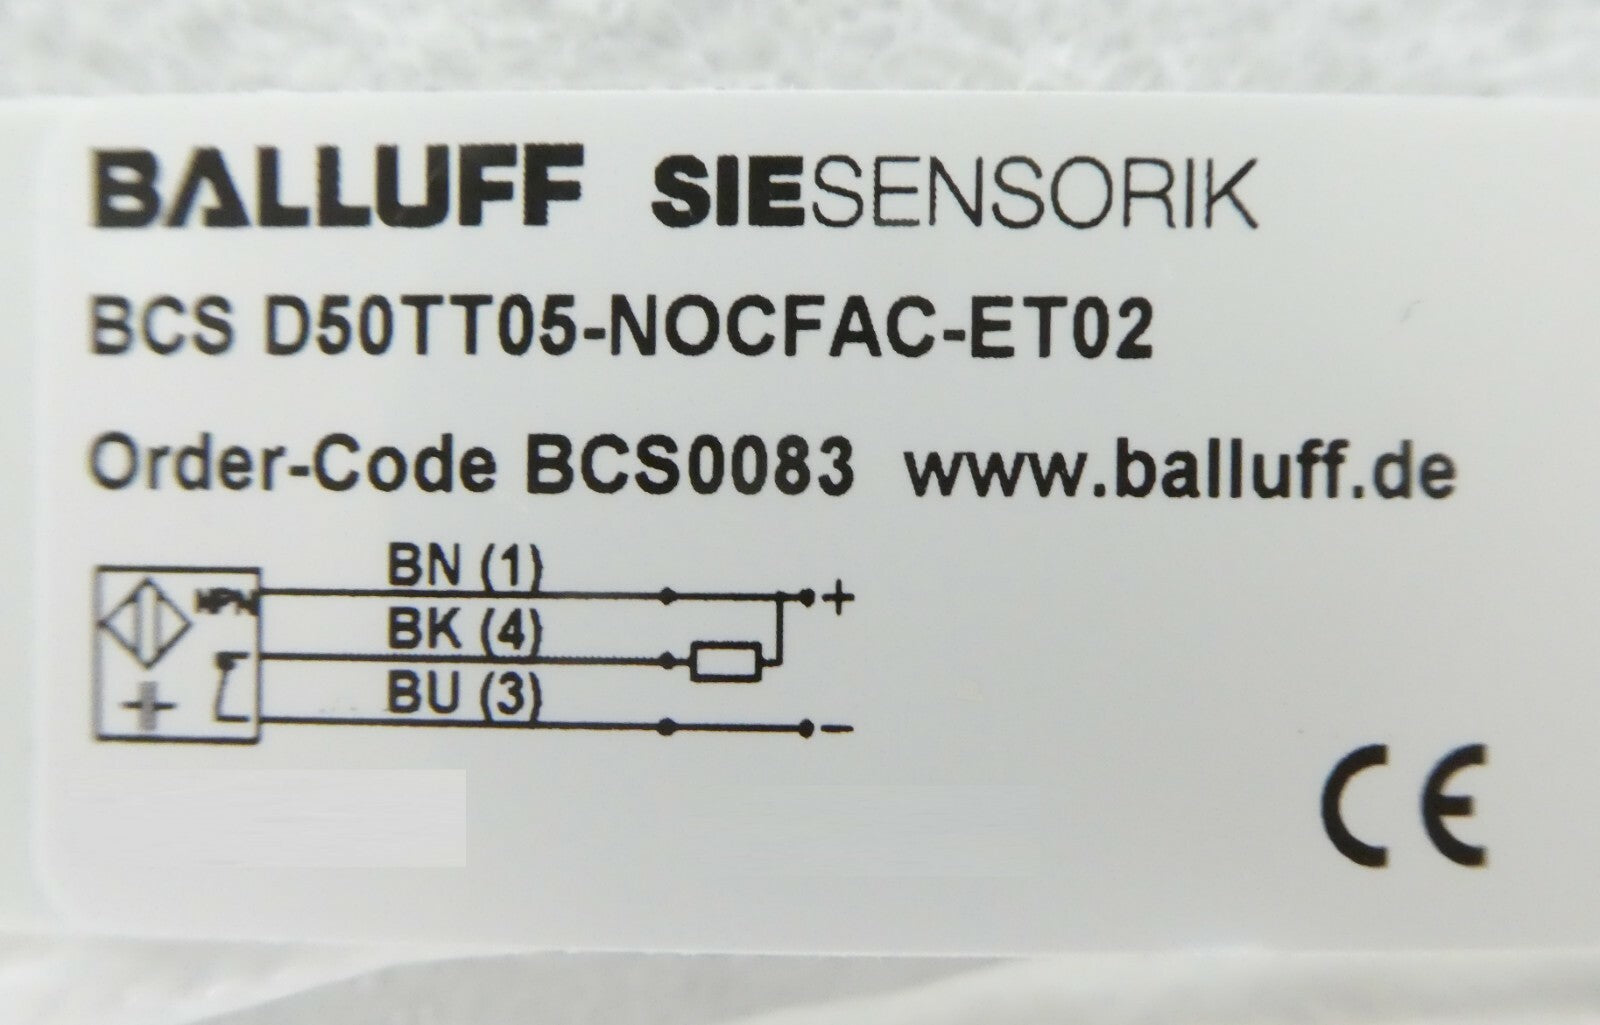 BALLUFF SIESENSORIK
BCS D50TT05-NOCFAC-ET02
Order-Code BCS0083 www.balluff.de
BN (1)
NPN
+
BK (4)
BU (3)
-
CE